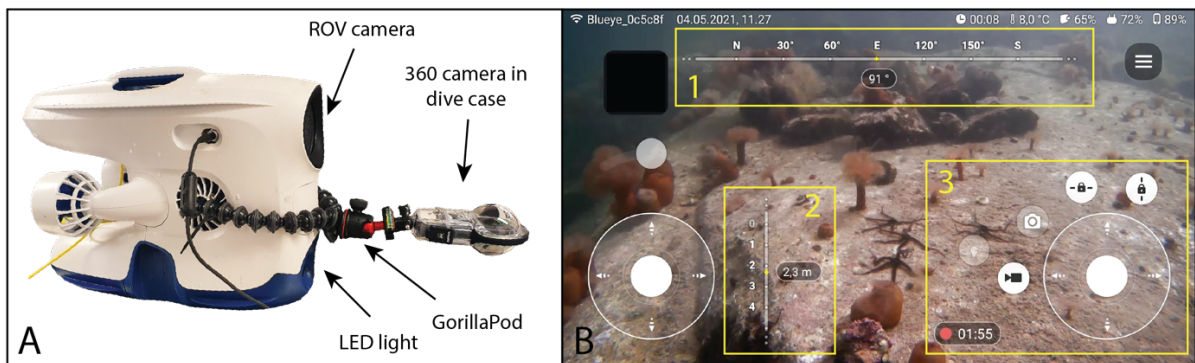 ROV camera
360 camera in
dive case
GorillaPod
LED light
A
Blueye_0c5c8f 04.05.2021, 11.27 00:08 8,0 °C 65% 72% 89%
N 30° 60° E 120° 150° S
91 °
1
2
0
1
2
3
4
2,3 m
3
01:55
B